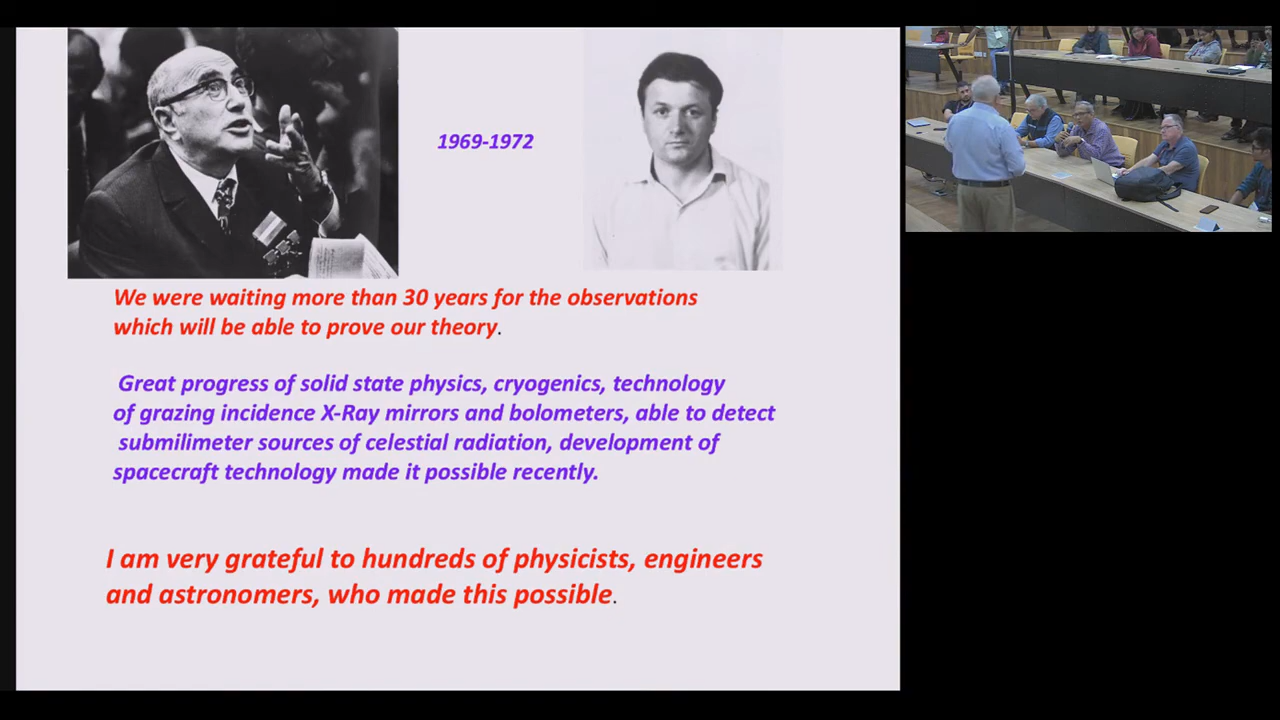 1969-1972
We were waiting more than 30 years for the observations
which will be able to prove our theory.
Great progress of solid state physics, cryogenics, technology
of grazing incidence X-Ray mirrors and bolometers, able to detect
submilimeter sources of celestial radiation, development of
spacecraft technology made it possible recently.
I am very grateful to hundreds of physicists, engineers
and astronomers, who made this possible.